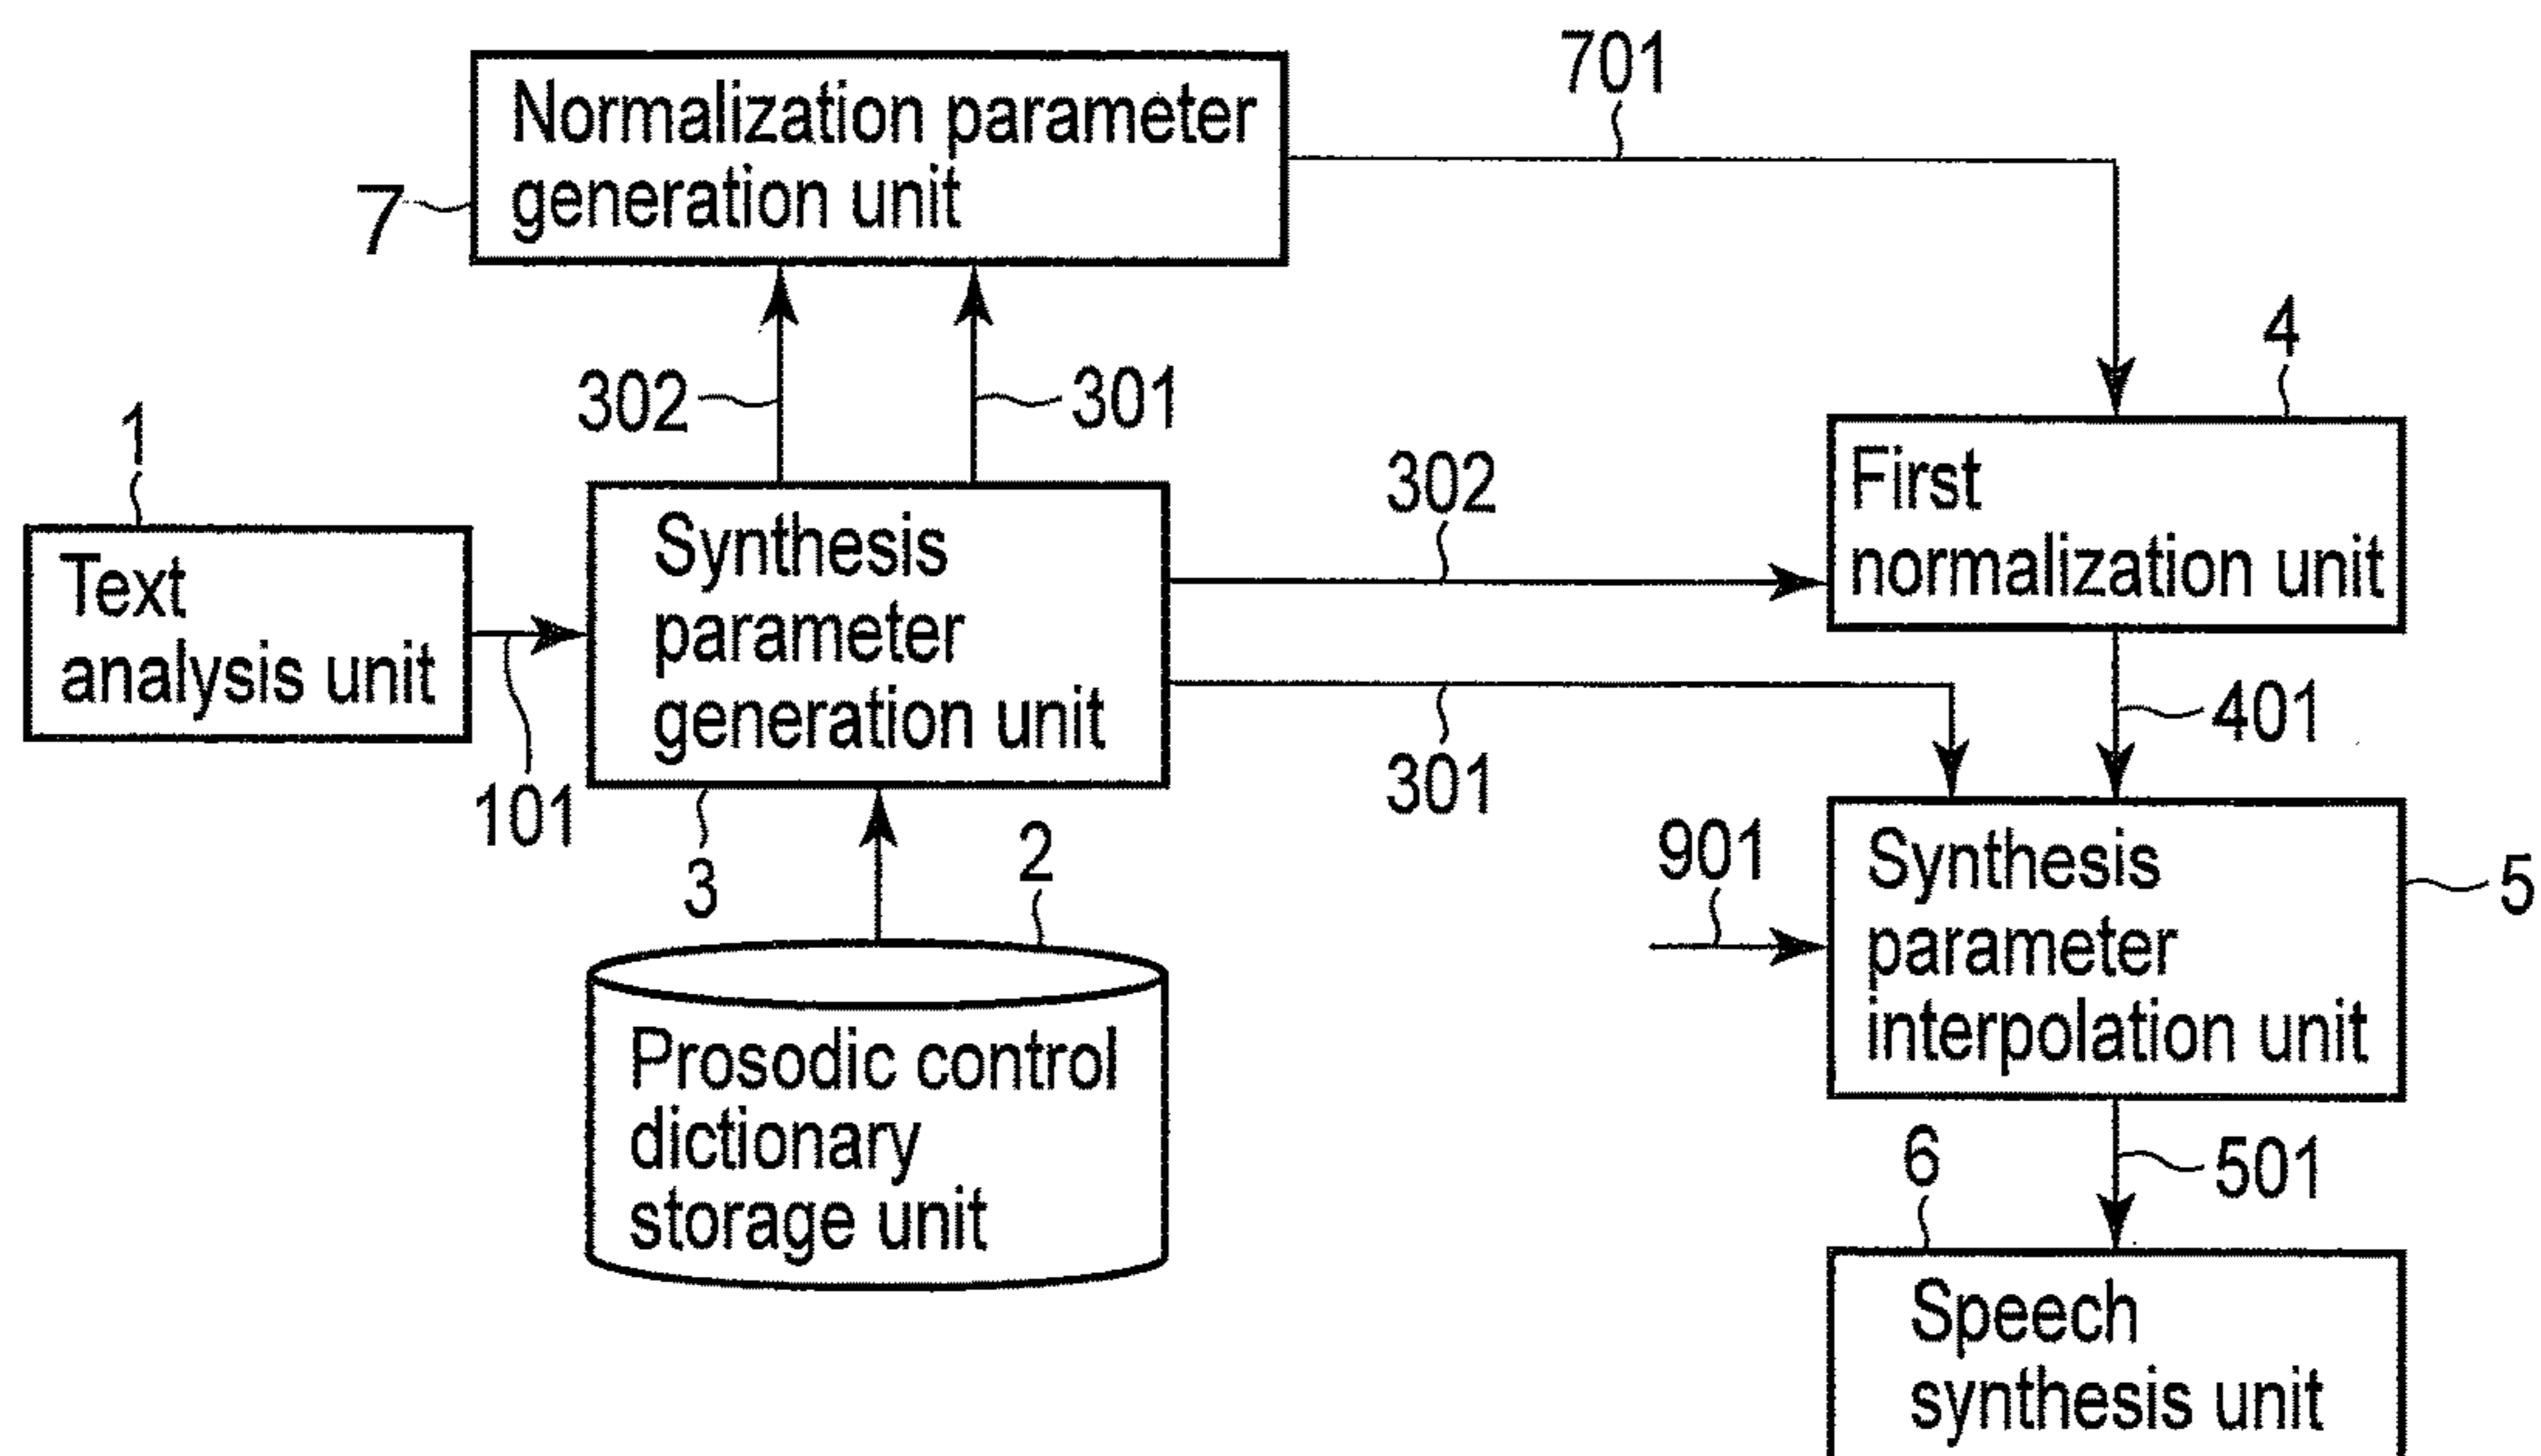 701
Normalization parameter
generation unit
7
4
302
301
1
302
First
normalization unit
Text
analysis unit
Synthesis
parameter
generation unit
401
101
301
3
2
901
Synthesis
parameter
interpolation unit
5
Prosodic control
dictionary
storage unit
6
501
Speech
synthesis unit